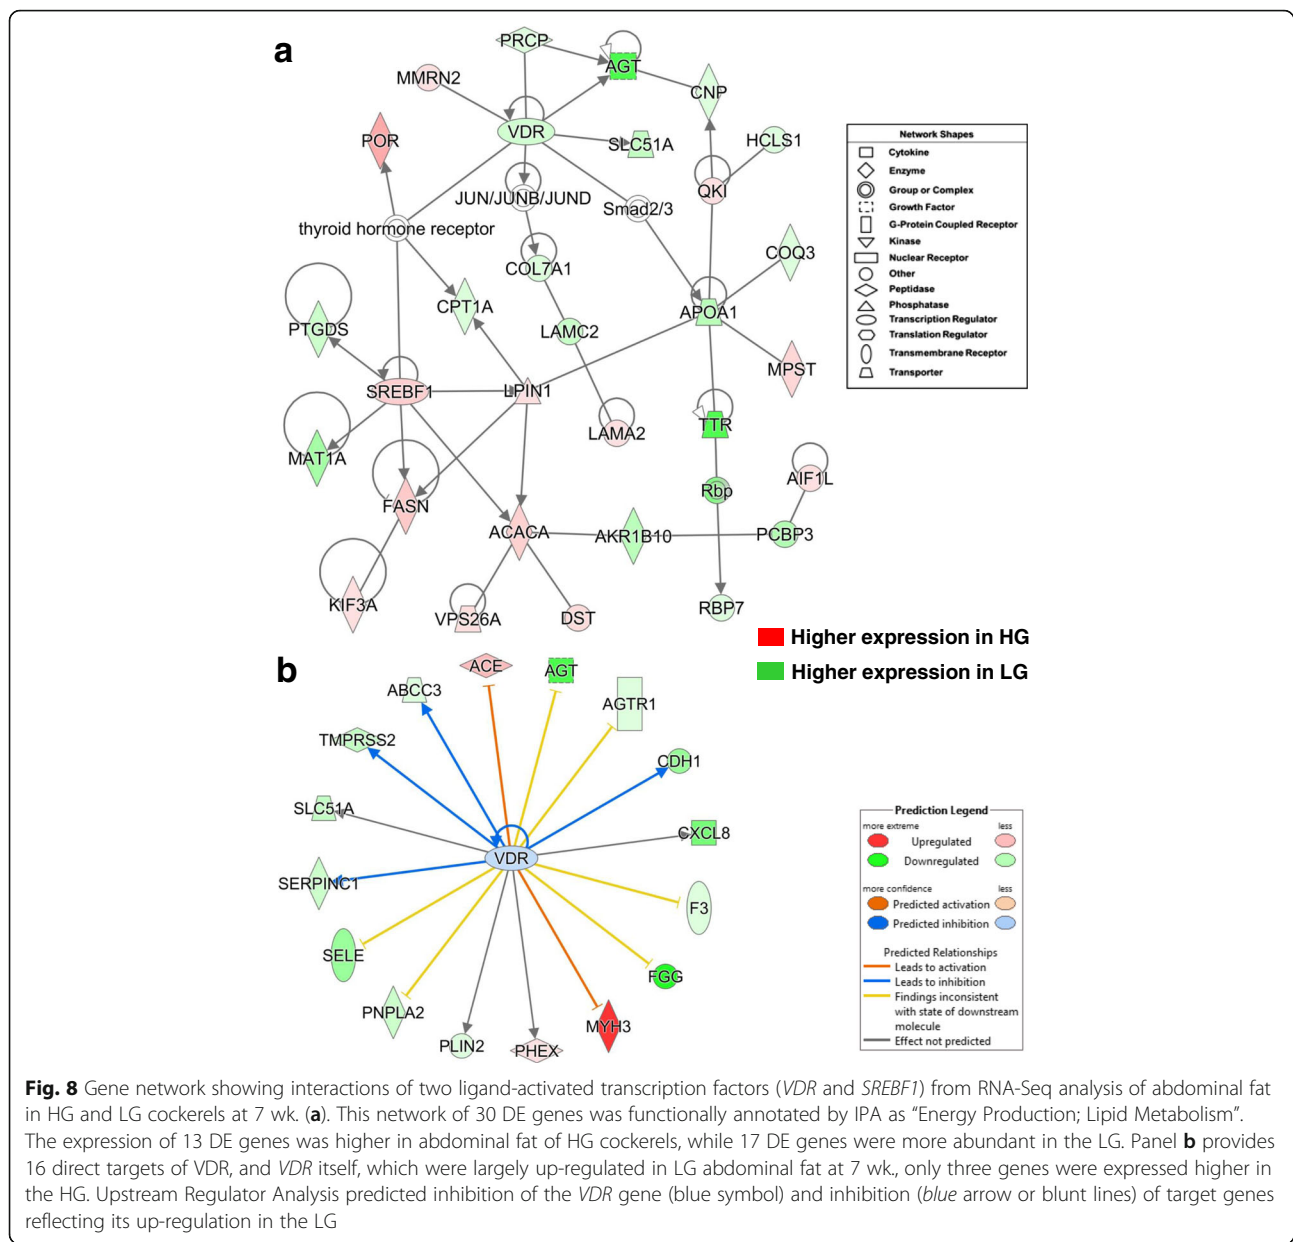 a
PRCP
AGT
MMRN2
CNP
POR
VDR
SLC51A
HCLS1
JUN/JUNB/JUND
Smad2/3
QKI
thyroid hormone receptor
COL7A1
COQ3
CPT1A
PTGDS
LAMC2
APOA1
MPST
SREBF1
LPIN1
LAMA2
TTR
MAT1A
AIF1L
Rbp
FASN
ACACA
AKR1B10
PCBP3
KIF3A
VPS26A
DST
RBP7
Network Shapes
Cytokine
Enzyme
Group or Complex
Growth Factor
G-Protein Coupled Receptor
Kinase
Nuclear Receptor
Other
Peptidase
Phosphatase
Transcription Regulator
Translation Regulator
Transmembrane Receptor
Transporter
Higher expression in HG
Higher expression in LG
b
ACE
AGT
ABCC3
AGTR1
TMPRSS2
CDH1
SLC51A
CXCL8
VDR
SERPINC1
F3
SELE
FGG
PNPLA2
MYH3
PLIN2
PHEX
Prediction Legend
more extreme less
Upregulated
Downregulated
more confidence less
Predicted activation
Predicted inhibition
Predicted Relationships
Leads to activation
Leads to inhibition
Findings inconsistent
with state of downstream
molecule
Effect not predicted
Fig. 8 Gene network showing interactions of two ligand-activated transcription factors (VDR and SREBF1) from RNA-Seq analysis of abdominal fat
in HG and LG cockerels at 7 wk. (a). This network of 30 DE genes was functionally annotated by IPA as “Energy Production; Lipid Metabolism”.
The expression of 13 DE genes was higher in abdominal fat of HG cockerels, while 17 DE genes were more abundant in the LG. Panel b provides
16 direct targets of VDR, and VDR itself, which were largely up-regulated in LG abdominal fat at 7 wk., only three genes were expressed higher in
the HG. Upstream Regulator Analysis predicted inhibition of the VDR gene (blue symbol) and inhibition (blue arrow or blunt lines) of target genes
reflecting its up-regulation in the LG